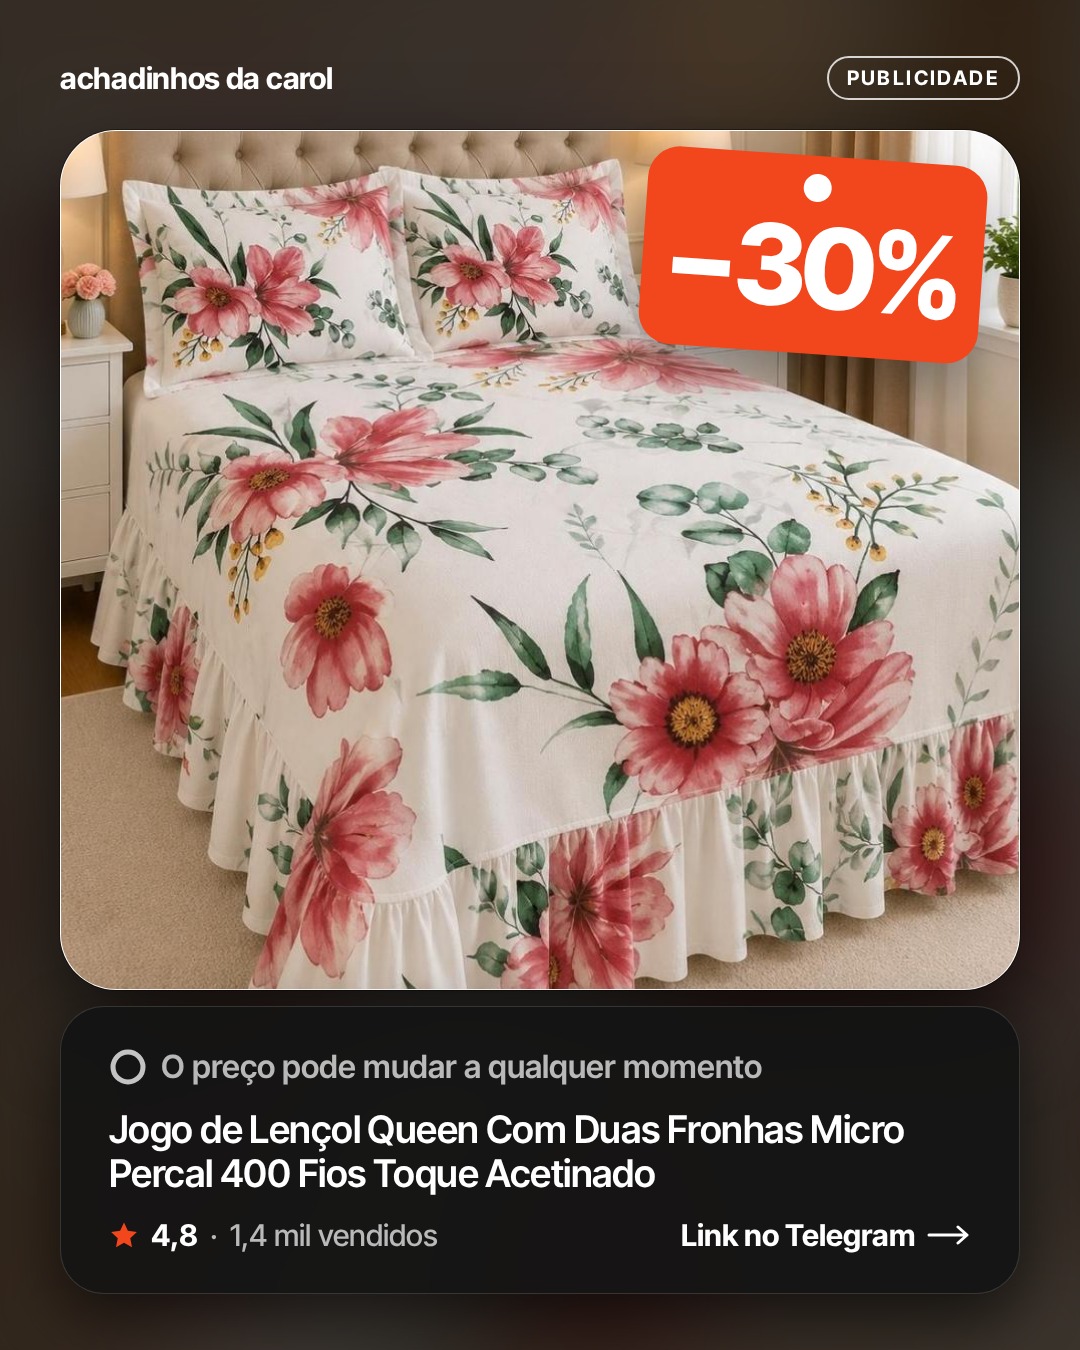 achadinhos da carol
PUBLICIDADE
−30%
O preço pode mudar a qualquer momento
Jogo de Lençol Queen Com Duas Fronhas Micro
Percal 400 Fios Toque Acetinado
★ 4,8 · 1,4 mil vendidos
Link no Telegram →